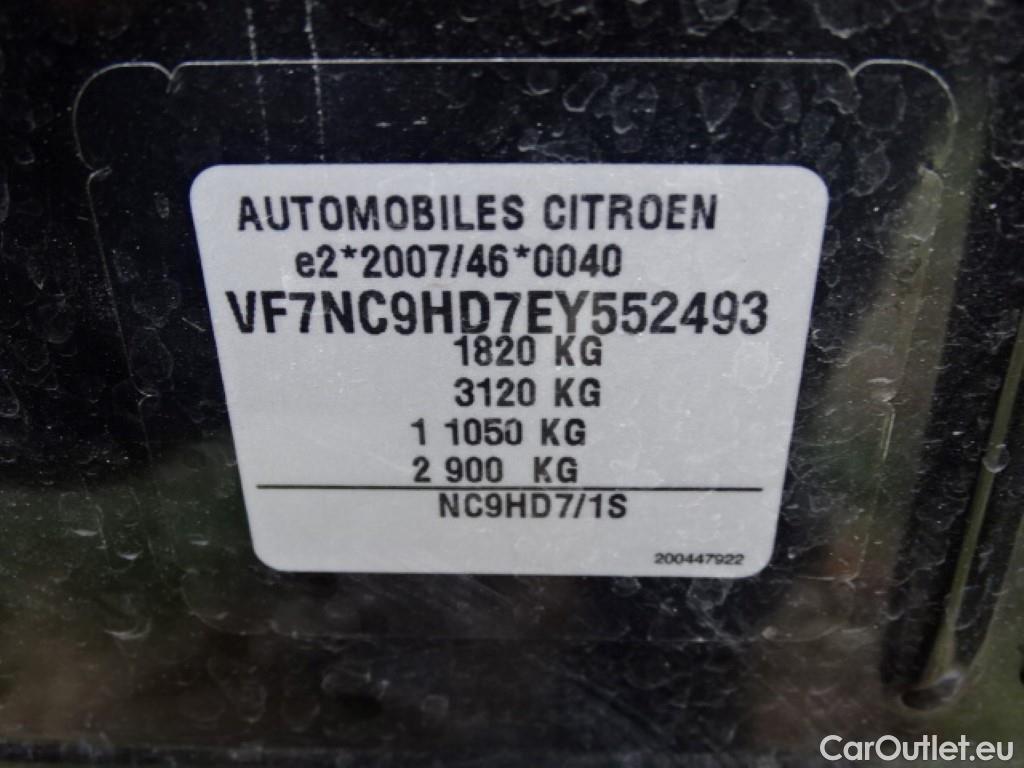 AUTOMOBILES CITROEN
e2*2007/46*0040
VF7NC9HD7EY552493
1820 KG
3120 KG
1 1050 KG
2 900 KG
NC9HD7/1S
200447922
CarOutlet.eu